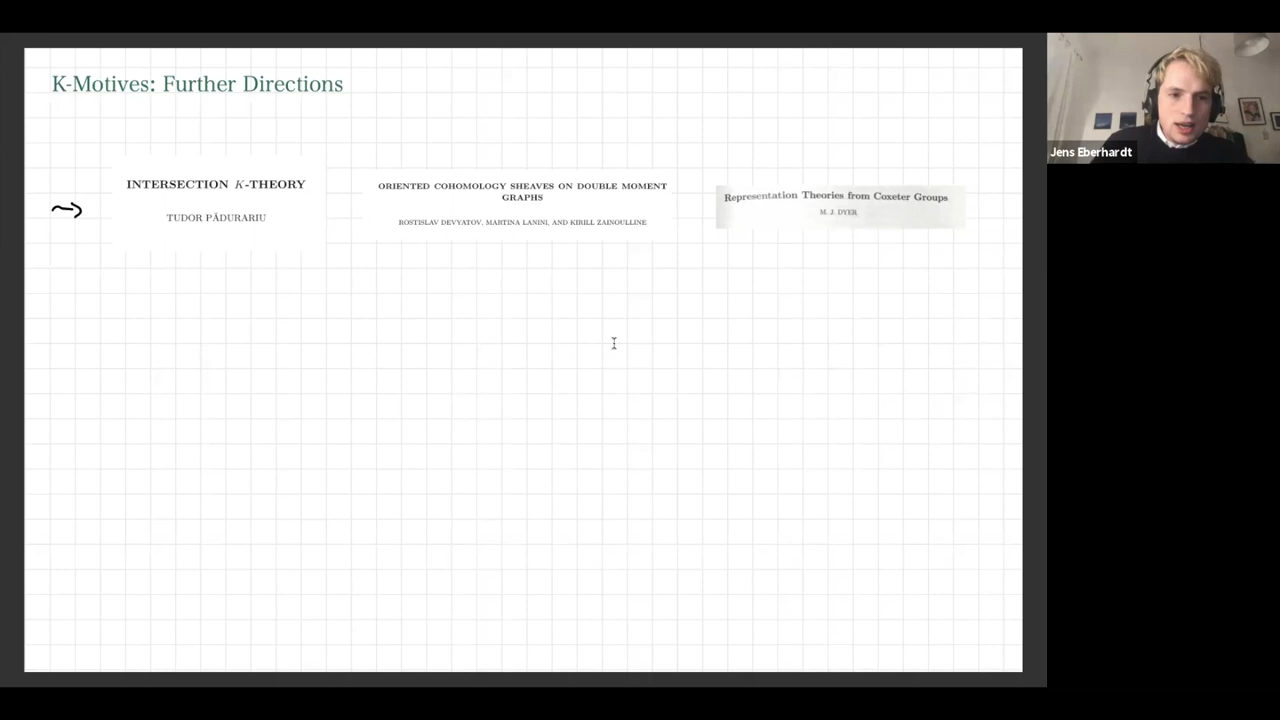 K-Motives: Further Directions
INTERSECTION K-THEORY
TUDOR PĂDURARIU
ORIENTED COHOMOLOGY SHEAVES ON DOUBLE MOMENT
GRAPHS
ROSTISLAV DEVYATOV, MARTINA LANINI, AND KIRILL ZAINOULLINE
Representation Theories from Coxeter Groups
M. J. DYER
Jens Eberhardt